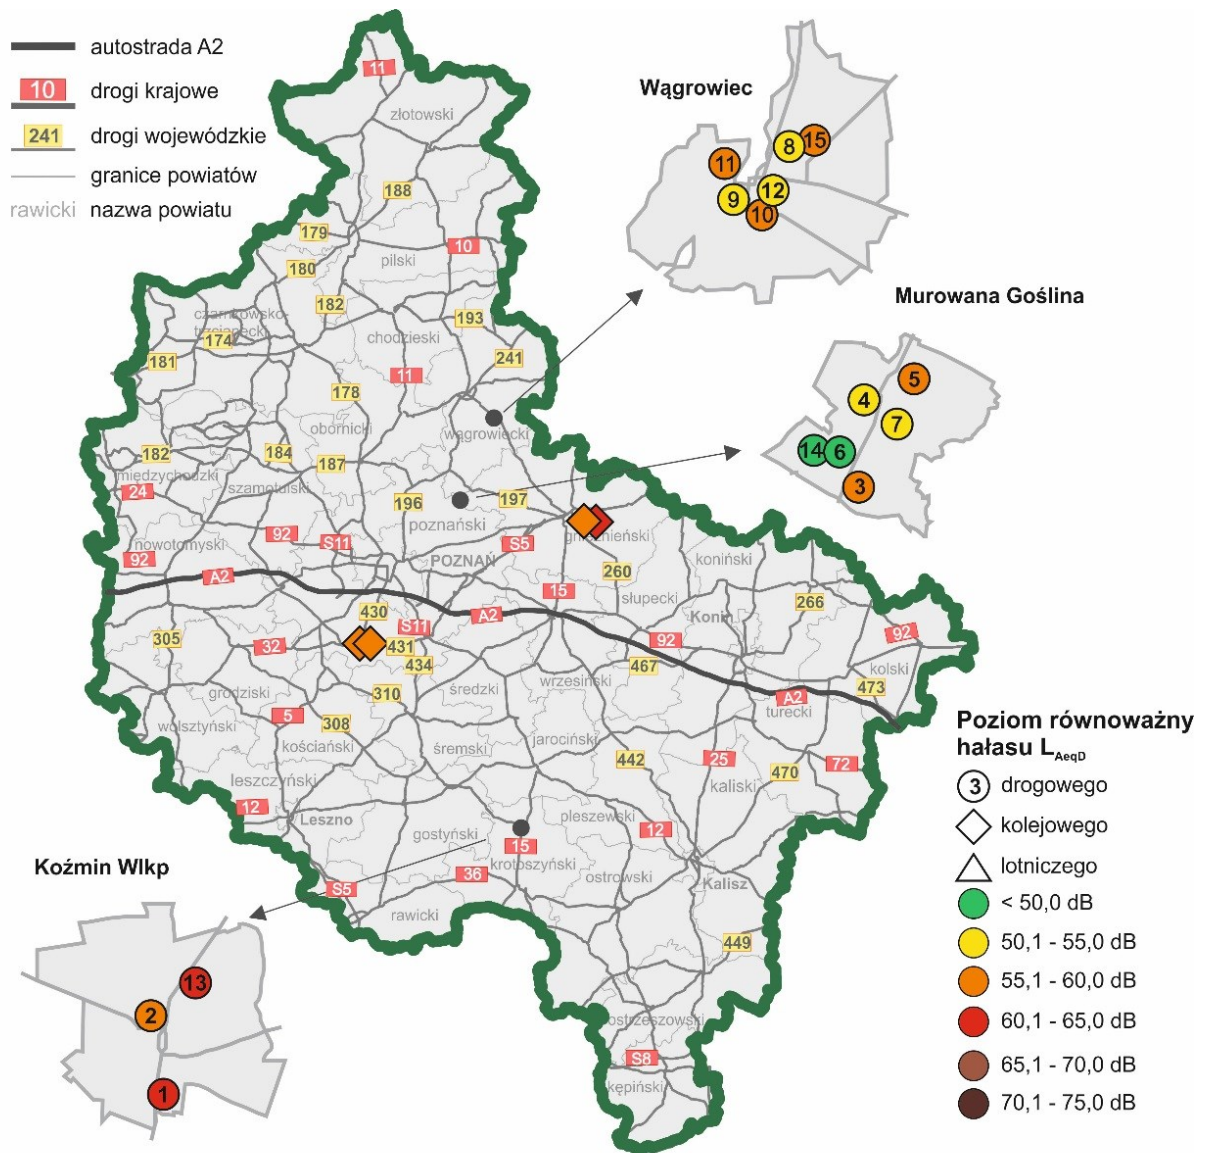 autostrada A2
10 drogi krajowe
241 drogi wojewódzkie
granice powiatów
rawicki nazwa powiatu
Wągrowiec
8 15
11
12
9
10
Murowana Goślina
5
4
7
14 6
3
11
złotowski
188
179
10
pilski
180
182
czarnkowsko-
trzcianecki
193
174
chodzieski
181
241
11
178
obornicki
wągrowiecki
182
184
187
międzychodzki
szamotulski
24
196
197
poznański
gnieźnieński
92
S11
S5
nowotomyski
92
POZNAŃ
koniński
A2
260
15
słupecki
266
430
A2
Konin
S11
92
92
305
32
431
434
467
kolski
wrzesiński
473
grodziski
310
średzki
A2
turecki
5
308
wolsztyński
kościański
śremski
jarociński
442
25
72
470
leszczyński
kaliski
12
Leszno
gostyński
pleszewski
12
15
krotoszyński
36
ostrowski
Kalisz
S5
rawicki
449
ostrzeszowski
S8
kępiński
Koźmin Wlkp
13
2
1
Poziom równoważny
hałasu LAeqD
3 drogowego
kolejowego
lotniczego
< 50,0 dB
50,1 - 55,0 dB
55,1 - 60,0 dB
60,1 - 65,0 dB
65,1 - 70,0 dB
70,1 - 75,0 dB